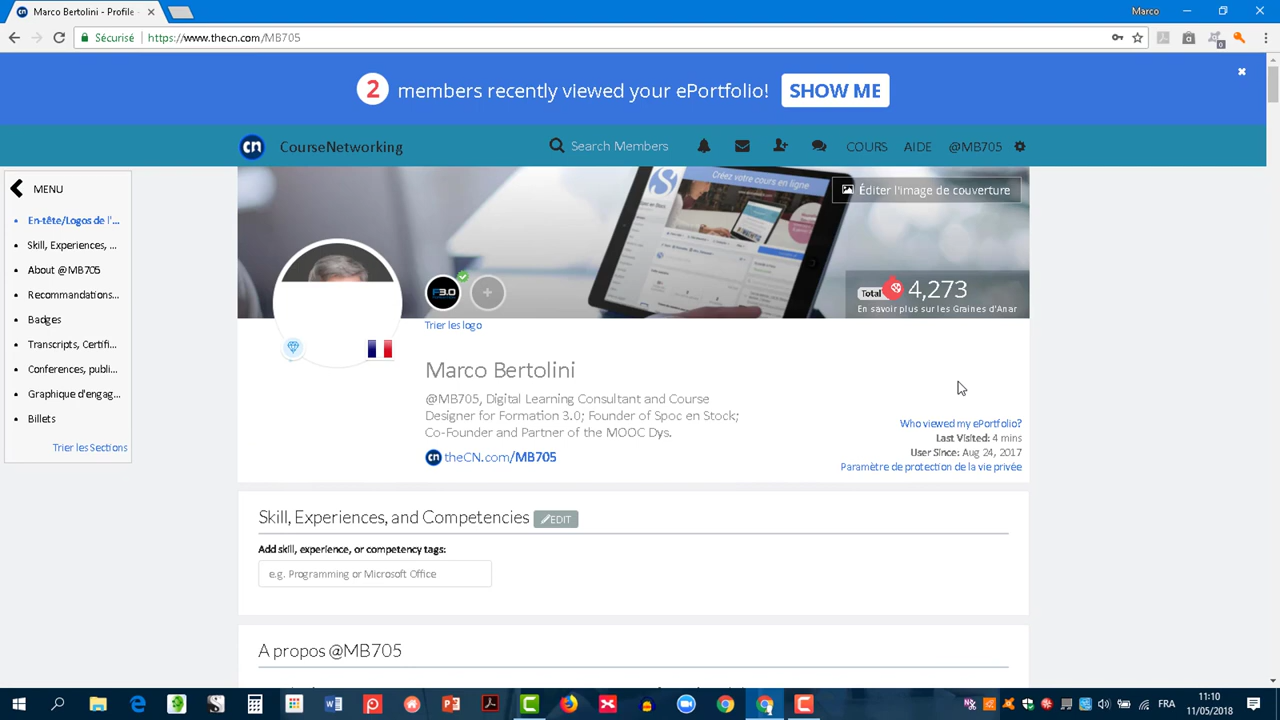 Marco Bertolini - Profile
Marco
Sécurisé
https://www.thecn.com/MB705
2 members recently viewed your ePortfolio! SHOW ME
cn CourseNetworking
Search Members
COURS AIDE @MB705
MENU
En-tête/Logos de l'...
Skill, Experiences, ...
About @MB705
Recommandations...
Badges
Transcripts, Certifi...
Conferences, publi...
Graphique d'engag...
Billets
Trier les Sections
Créez votre cours en ligne
Éditer l'image de couverture
F3.0
Total 4,273
En savoir plus sur les Graines d'Anar
Trier les logo
Marco Bertolini
@MB705, Digital Learning Consultant and Course
Designer for Formation 3.0; Founder of Spoc en Stock;
Co-Founder and Partner of the MOOC Dys.
cn theCN.com/MB705
Who viewed my ePortfolio?
Last Visited: 4 mins
User Since: Aug 24, 2017
Paramètre de protection de la vie privée
Skill, Experiences, and Competencies EDIT
Add skill, experience, or competency tags:
e.g. Programming or Microsoft Office
A propos @MB705
FRA
11:10
11/05/2018